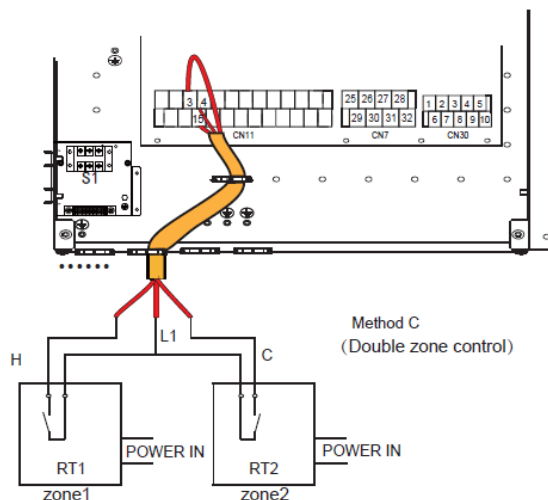 25 26 27 28
3 4
1 2 3 4 5
15
29 30 31 32
6 7 8 9 10
CN11
CN7
CN30
S1
Method C
L1
(Double zone control)
H
C
POWER IN
POWER IN
RT1
RT2
zone1
zone2